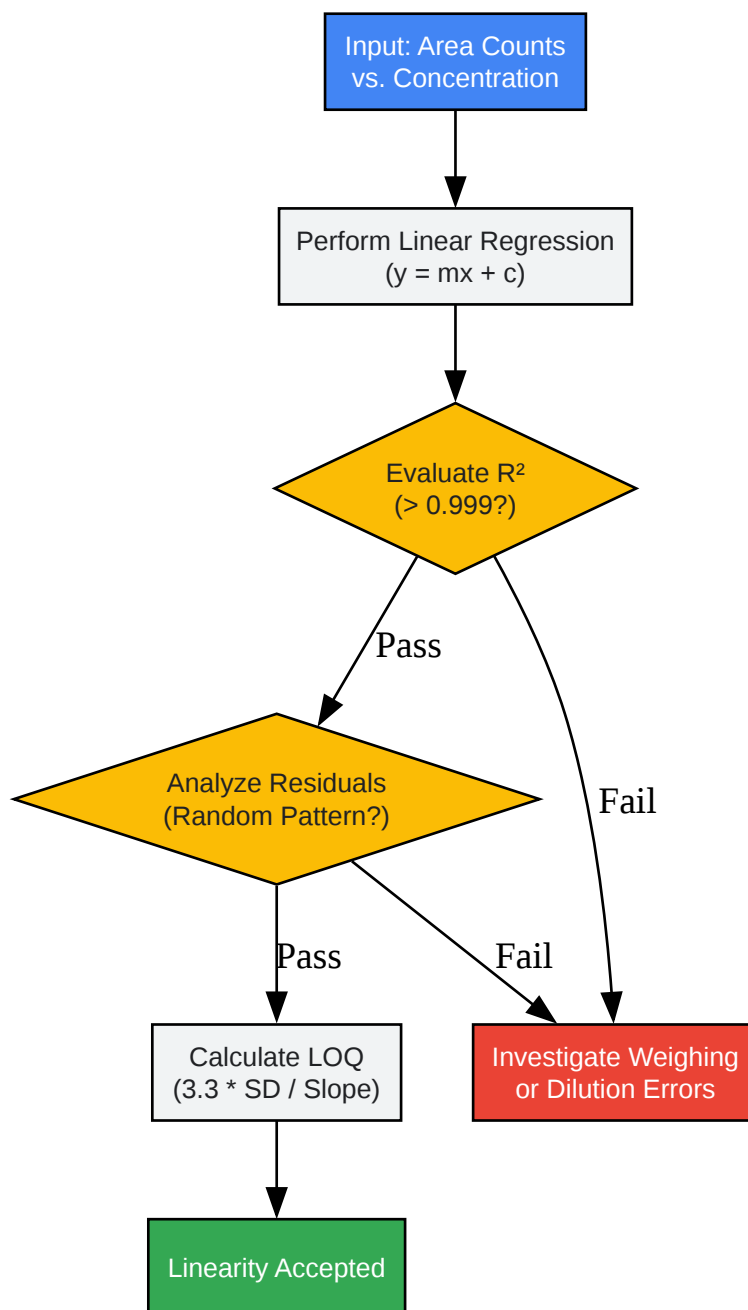 Input: Area Counts
vs. Concentration
Perform Linear Regression
(y = mx + c)
Evaluate R²
(> 0.999?)
Pass
Analyze Residuals
(Random Pattern?)
Fail
Pass
Fail
Calculate LOQ
(3.3 * SD / Slope)
Investigate Weighing
or Dilution Errors
Linearity Accepted